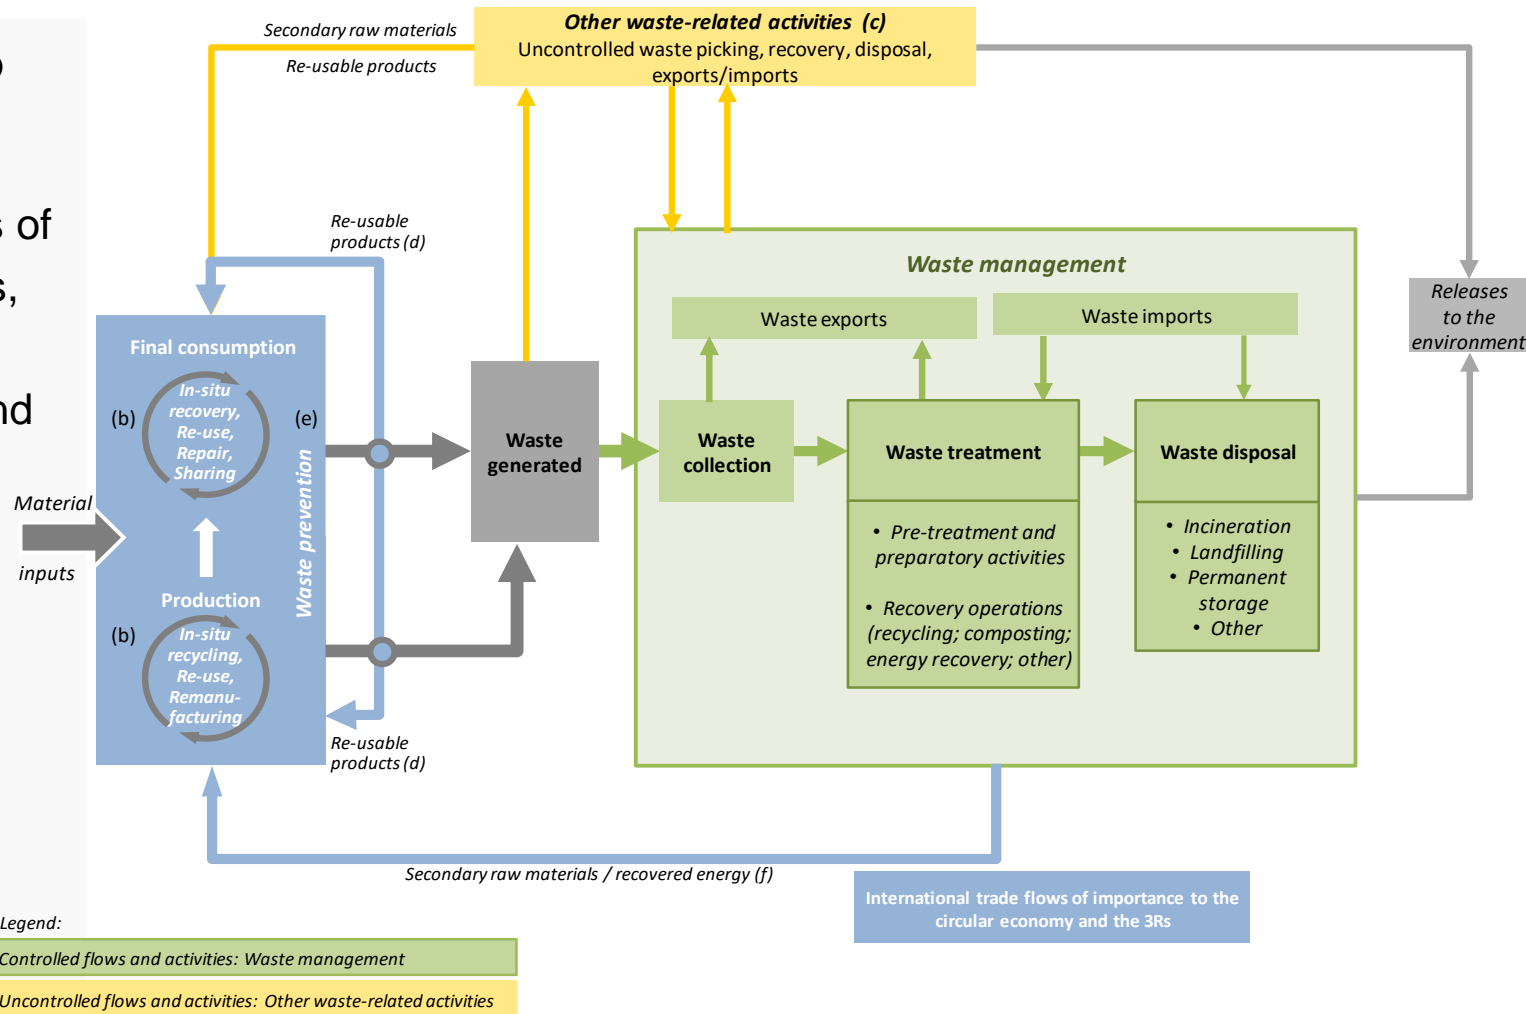 s of
s,
nd
Other waste-related activities (c)
Uncontrolled waste picking, recovery, disposal,
exports/imports
Secondary raw materials
Re-usable products
Re-usable
products (d)
Waste management
Waste exports
Waste imports
Releases
to the
environment
Final consumption
(b)
In-situ
recovery,
Re-use,
Repair,
Sharing
(e)
Waste prevention
Waste
generated
Waste
collection
Waste treatment
Waste disposal
Material
inputs
• Pre-treatment and
preparatory activities
• Recovery operations
(recycling; composting;
energy recovery; other)
• Incineration
• Landfilling
• Permanent
storage
• Other
Production
(b)
In-situ
recycling,
Re-use,
Remanu-
facturing
Re-usable
products (d)
Secondary raw materials / recovered energy (f)
International trade flows of importance to the
circular economy and the 3Rs
Legend:
Controlled flows and activities: Waste management
Uncontrolled flows and activities: Other waste-related activities